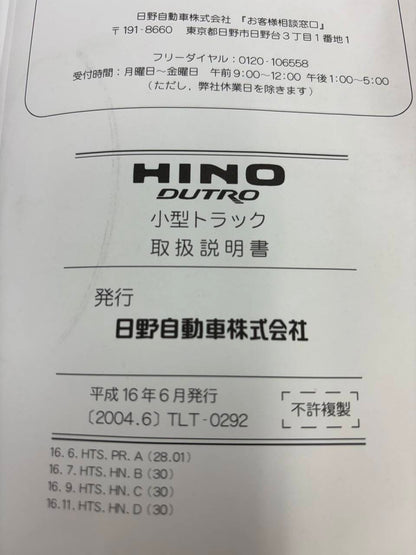 日野自動車株式会社 『お客様相談窓口』
〒191-8660 東京都日野市日野台3丁目1番地1
フリーダイヤル：0120-106558
受付時間：月曜日～金曜日 午前9:00～12:00 午後1:00～5:00
（ただし，弊社休業日を除きます）
HINO
DUTRO
小型トラック
取扱説明書
発行
日野自動車株式会社
平成16年6月発行
〔2004.6〕TLT-0292
不許複製
16. 6. HTS. PR. A (28.01)
16. 7. HTS. HN. B (30)
16. 9. HTS. HN. C (30)
16.11. HTS. HN. D (30)